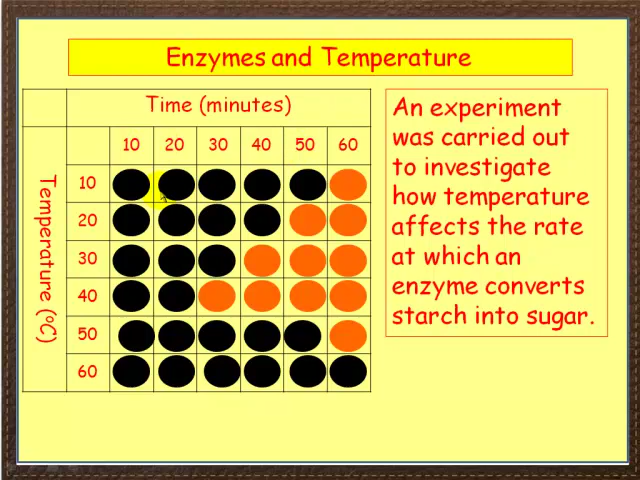 Enzymes and Temperature
Time (minutes)
10 20 30 40 50 60
Temperature (ºC)
10
20
30
40
50
60
An experiment
was carried out
to investigate
how temperature
affects the rate
at which an
enzyme converts
starch into sugar.